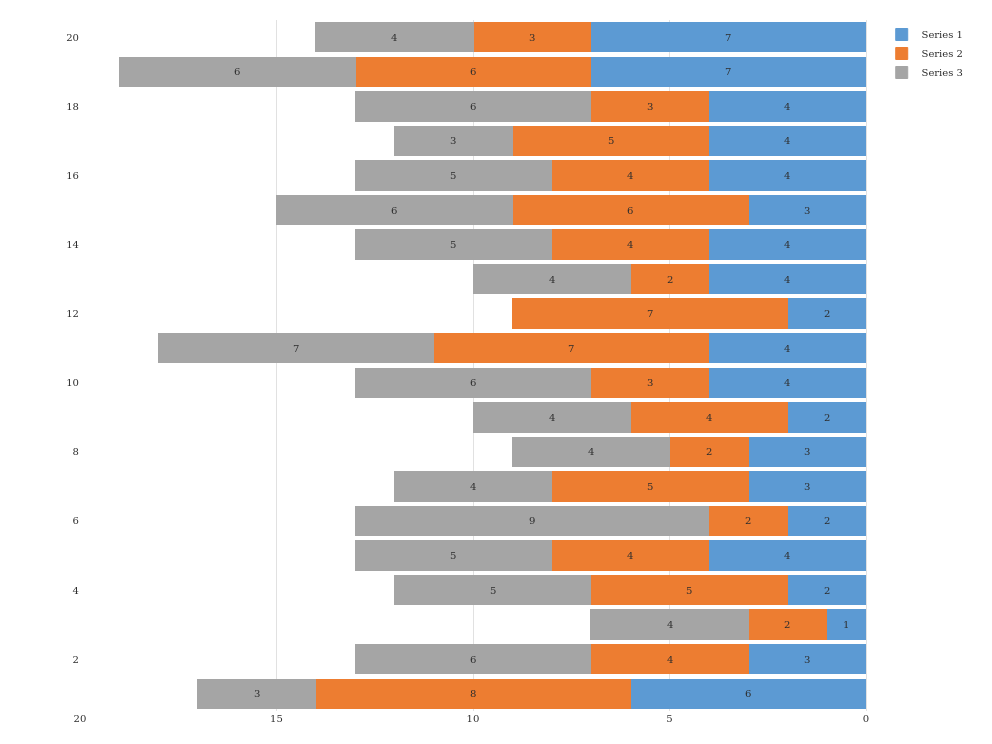 20 4 3 7 Series 1
Series 2
6 6 7 Series 3
18 6 3 4
3 5 4
16 5 4 4
6 6 3
14 5 4 4
4 2 4
12 7 2
7 7 4
10 6 3 4
4 4 2
8 4 2 3
4 5 3
6 9 2 2
5 4 4
4 5 5 2
4 2 1
2 6 4 3
3 8 6
20 15 10 5 0